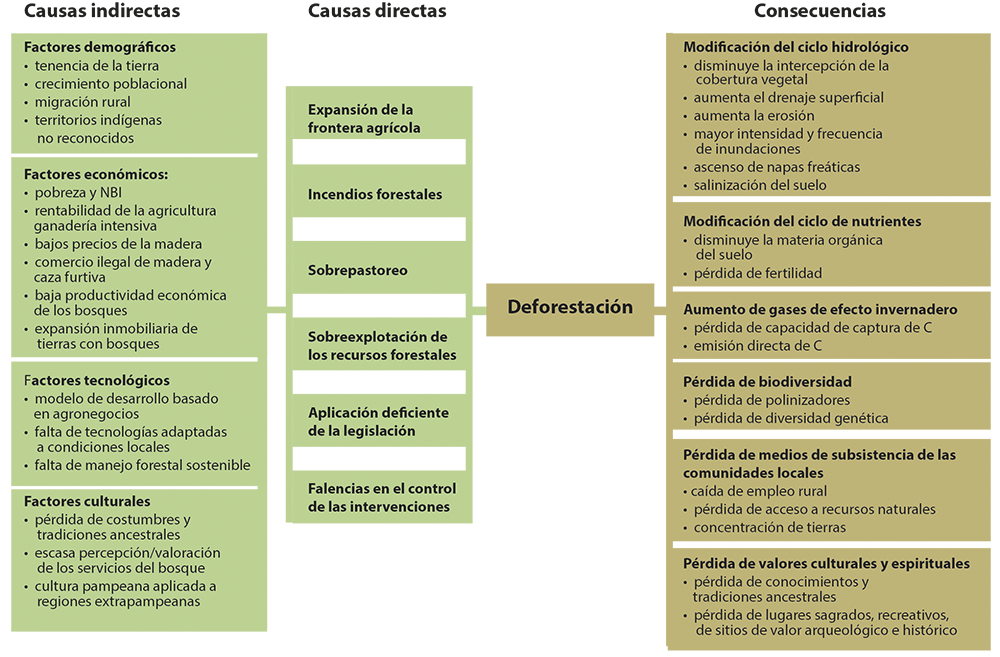 Causas indirectas
Factores demográficos
• tenencia de la tierra
• crecimiento poblacional
• migración rural
• territorios indígenas
no reconocidos
Factores económicos:
• pobreza y NBI
• rentabilidad de la agricultura
ganadería intensiva
• bajos precios de la madera
• comercio ilegal de madera y
caza furtiva
• baja productividad económica
de los bosques
• expansión inmobiliaria de
tierras con bosques
Factores tecnológicos
• modelo de desarrollo basado
en agronegocios
• falta de tecnologías adaptadas
a condiciones locales
• falta de manejo forestal sostenible
Factores culturales
• pérdida de costumbres y
tradiciones ancestrales
• escasa percepción/valoración
de los servicios del bosque
• cultura pampeana aplicada a
regiones extrapampeanas
Causas directas
Expansión de la
frontera agrícola
Incendios forestales
Sobrepastoreo
Sobreexplotación de
los recursos forestales
Aplicación deficiente
de la legislación
Falencias en el control
de las intervenciones
Deforestación
Consecuencias
Modificación del ciclo hidrológico
• disminuye la intercepción de la
cobertura vegetal
• aumenta el drenaje superficial
• aumenta la erosión
• mayor intensidad y frecuencia
de inundaciones
• ascenso de napas freáticas
• salinización del suelo
Modificación del ciclo de nutrientes
• disminuye la materia orgánica
del suelo
• pérdida de fertilidad
Aumento de gases de efecto invernadero
• pérdida de capacidad de captura de C
• emisión directa de C
Pérdida de biodiversidad
• pérdida de polinizadores
• pérdida de diversidad genética
Pérdida de medios de subsistencia de las
comunidades locales
• caída de empleo rural
• pérdida de acceso a recursos naturales
• concentración de tierras
Pérdida de valores culturales y espirituales
• pérdida de conocimientos y
tradiciones ancestrales
• pérdida de lugares sagrados, recreativos,
de sitios de valor arqueológico e histórico